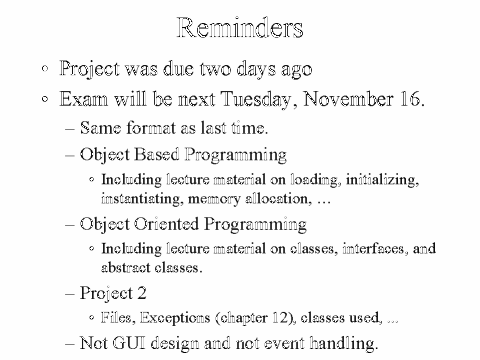 Reminders
◦ Project was due two days ago
◦ Exam will be next Tuesday, November 16.
– Same format as last time.
– Object Based Programming
◦ Including lecture material on loading, initializing,
instantiating, memory allocation, …
– Object Oriented Programming
◦ Including lecture material on classes, interfaces, and
abstract classes.
– Project 2
◦ Files, Exceptions (chapter 12), classes used, ...
– Not GUI design and not event handling.